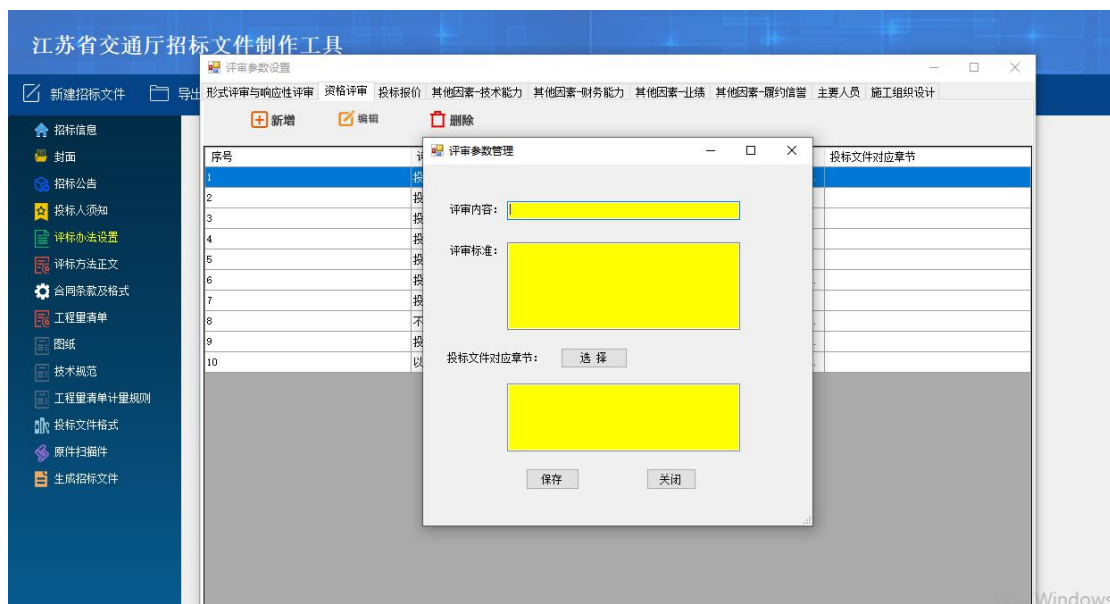 江苏省交通厅招标文件制作工具
评审参数设置
新建招标文件
导出
形式评审与响应性评审 资格评审 投标报价 其他因素-技术能力 其他因素-财务能力 其他因素-业绩 其他因素-履约信誉 主要人员 施工组织设计
新增 编辑 删除
招标信息
封面
招标公告
投标人须知
评标办法设置
评标方法正文
合同条款及格式
工程量清单
图纸
技术规范
工程量清单计量规则
投标文件格式
原件扫描件
生成招标文件
序号 投标文件对应章节
1 投
2 投
3 投
4 投
5 投
6 投
7 投
8 不
9 投
10 以
评审参数管理
评审内容:
评审标准:
投标文件对应章节: 选择
保存 关闭
Windows